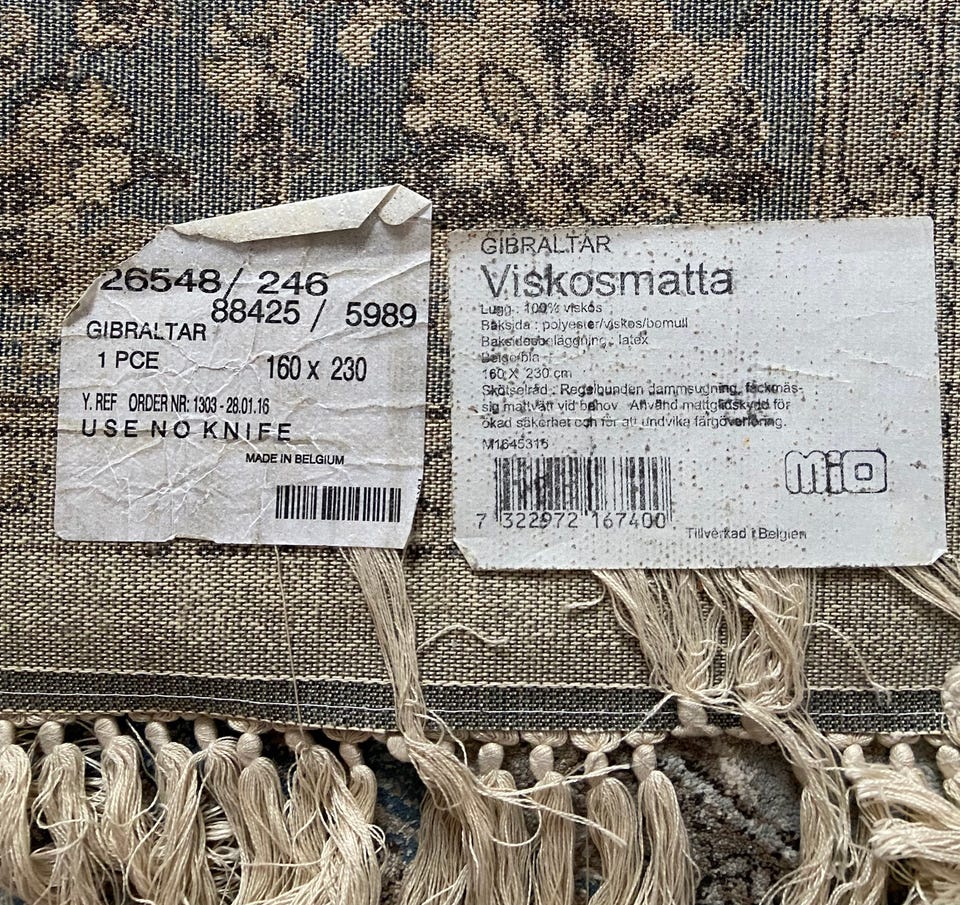 26548/ 246
88425 / 5989
GIBRALTAR
1 PCE
160 x 230
Y. REF ORDER NR: 1303 - 28.01.16
USE NO KNIFE
MADE IN BELGIUM
GIBRALTAR
Viskosmatta
Lugg : 100% viskos
Baksida : polyester/viskos/bomull
Baksidesbeläggning : latex
Beige/blå
160 X 230 cm
Skötselråd : Regelbunden dammsugning, fackmäs-
sig mattvätt vid behov Använd mattglidskydd för
ökad säkerhet och för att undvika färgöverföring.
M1645315
mio
7 322972 167400
Tillverkad i Belgien